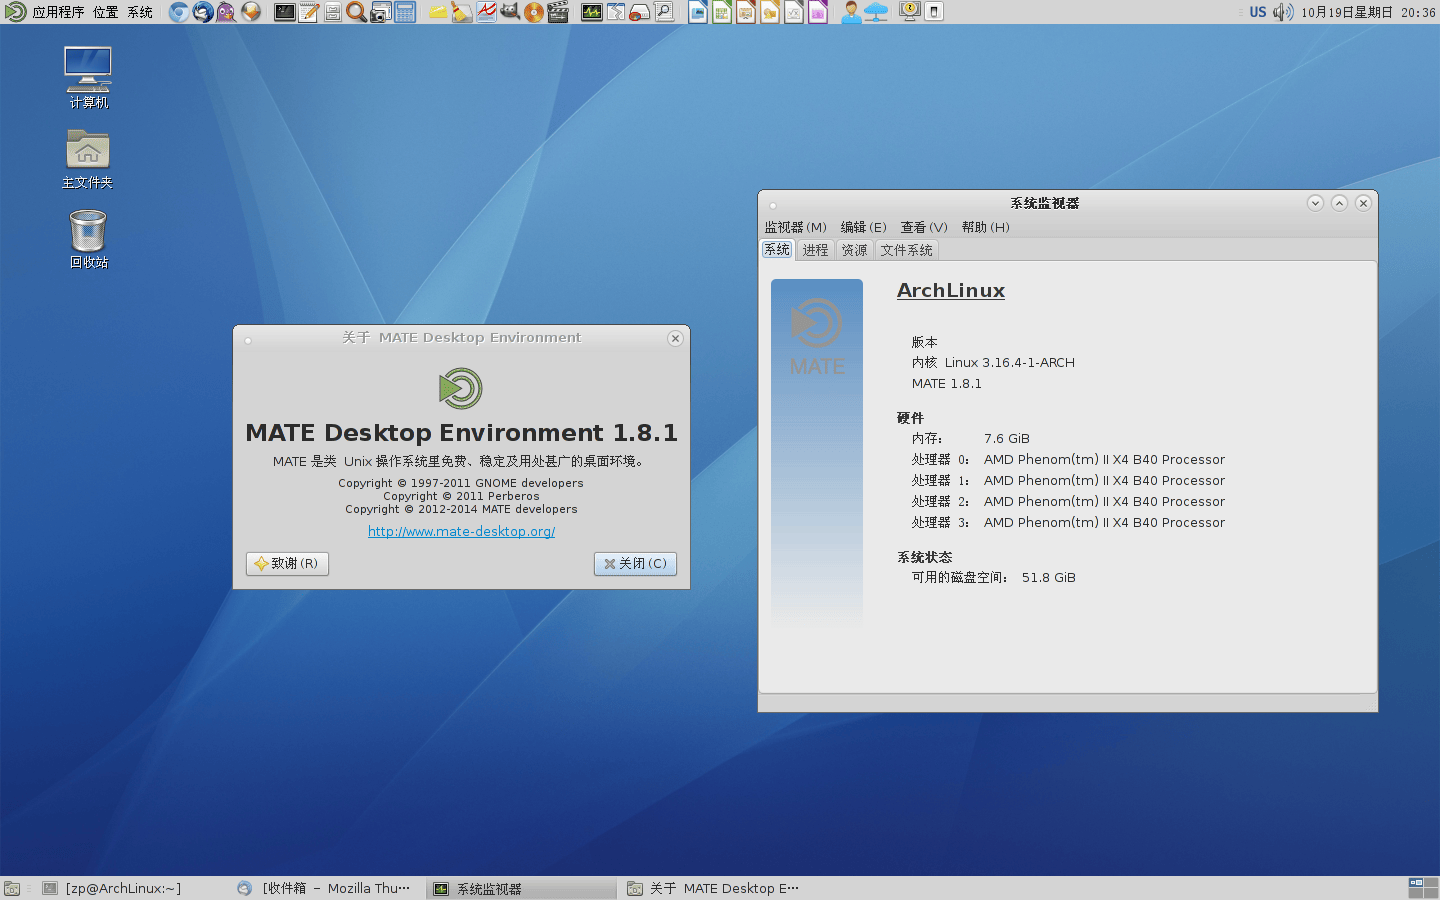 应用程序 位置 系统
US 10月19日星期日 20:36
计算机
主文件夹
回收站
关于 MATE Desktop Environment
MATE Desktop Environment 1.8.1
MATE 是类 Unix 操作系统里免费、稳定及用处甚广的桌面环境。
Copyright © 1997-2011 GNOME developers
Copyright © 2011 Perberos
Copyright © 2012-2014 MATE developers
http://www.mate-desktop.org/
致谢(R)
关闭(C)
系统监视器
监视器(M) 编辑(E) 查看(V) 帮助(H)
系统 进程 资源 文件系统
MATE
ArchLinux
版本
内核 Linux 3.16.4-1-ARCH
MATE 1.8.1
硬件
内存: 7.6 GiB
处理器 0: AMD Phenom(tm) II X4 B40 Processor
处理器 1: AMD Phenom(tm) II X4 B40 Processor
处理器 2: AMD Phenom(tm) II X4 B40 Processor
处理器 3: AMD Phenom(tm) II X4 B40 Processor
系统状态
可用的磁盘空间: 51.8 GiB
[zp@ArchLinux:~]
[收件箱 – Mozilla Thu…
系统监视器
关于 MATE Desktop E…